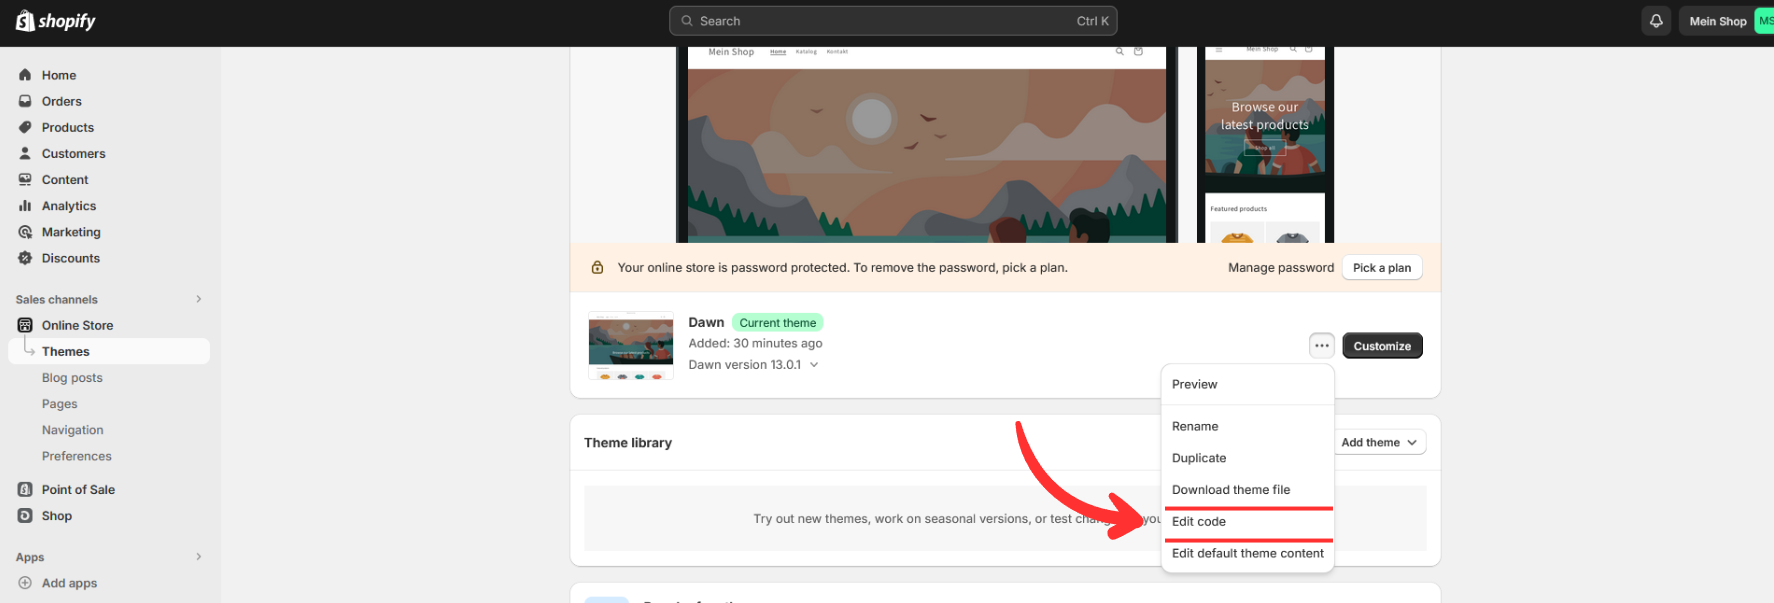 shopify
Search
Ctrl K
Mein Shop
MS
Home
Orders
Products
Customers
Content
Analytics
Marketing
Discounts
Sales channels
Online Store
Themes
Blog posts
Pages
Navigation
Preferences
Point of Sale
Shop
Apps
Add apps
Mein Shop Home Katalog Kontakt
Mein Shop
Browse our
latest products
Shop all
Featured products
Your online store is password protected. To remove the password, pick a plan.
Manage password
Pick a plan
Dawn Current theme
Added: 30 minutes ago
Dawn version 13.0.1
Customize
Preview
Rename
Duplicate
Download theme file
Edit code
Edit default theme content
Theme library
Add theme
Try out new themes, work on seasonal versions, or test